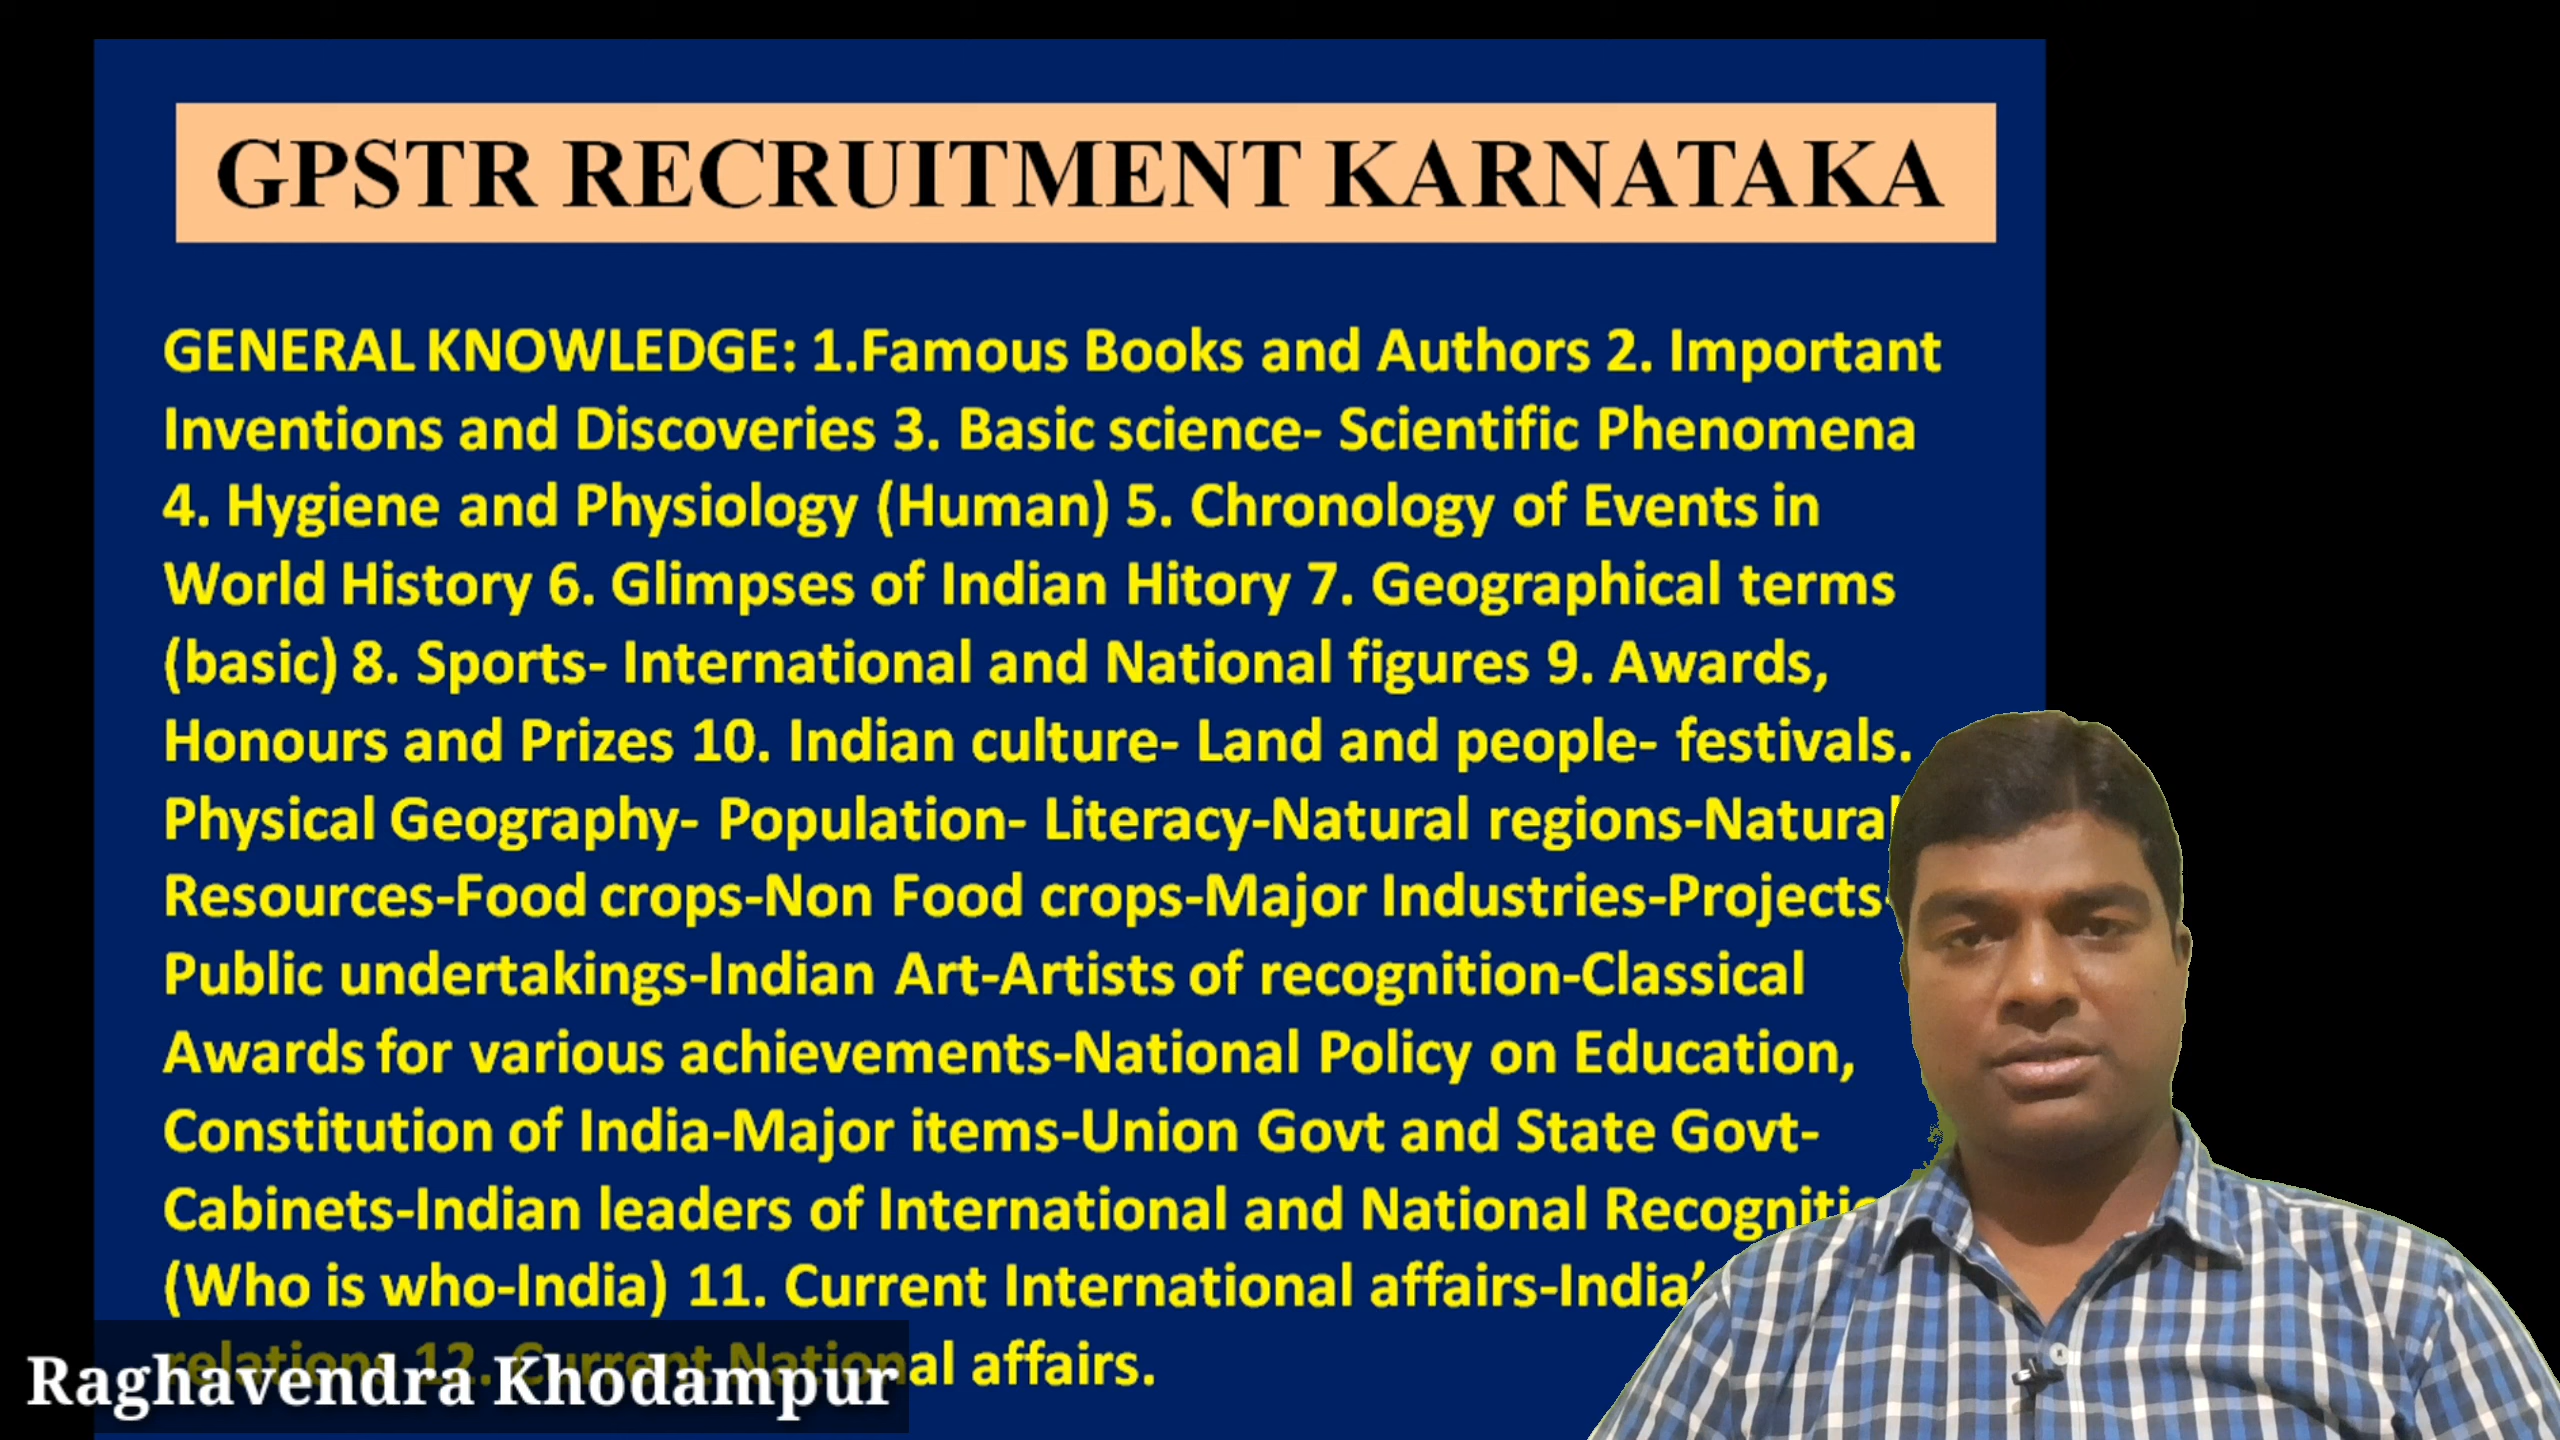 GPSTR RECRUITMENT KARNATAKA
GENERAL KNOWLEDGE: 1.Famous Books and Authors 2. Important
Inventions and Discoveries 3. Basic science- Scientific Phenomena
4. Hygiene and Physiology (Human) 5. Chronology of Events in
World History 6. Glimpses of Indian Hitory 7. Geographical terms
(basic) 8. Sports- International and National figures 9. Awards,
Honours and Prizes 10. Indian culture- Land and people- festivals.
Physical Geography- Population- Literacy-Natural regions-Natural
Resources-Food crops-Non Food crops-Major Industries-Projects-
Public undertakings-Indian Art-Artists of recognition-Classical
Awards for various achievements-National Policy on Education,
Constitution of India-Major items-Union Govt and State Govt-
Cabinets-Indian leaders of International and National
(Who is who-India) 11. Current International affairs-India’
relations 12. Current National affairs.
Raghavendra Khodampur